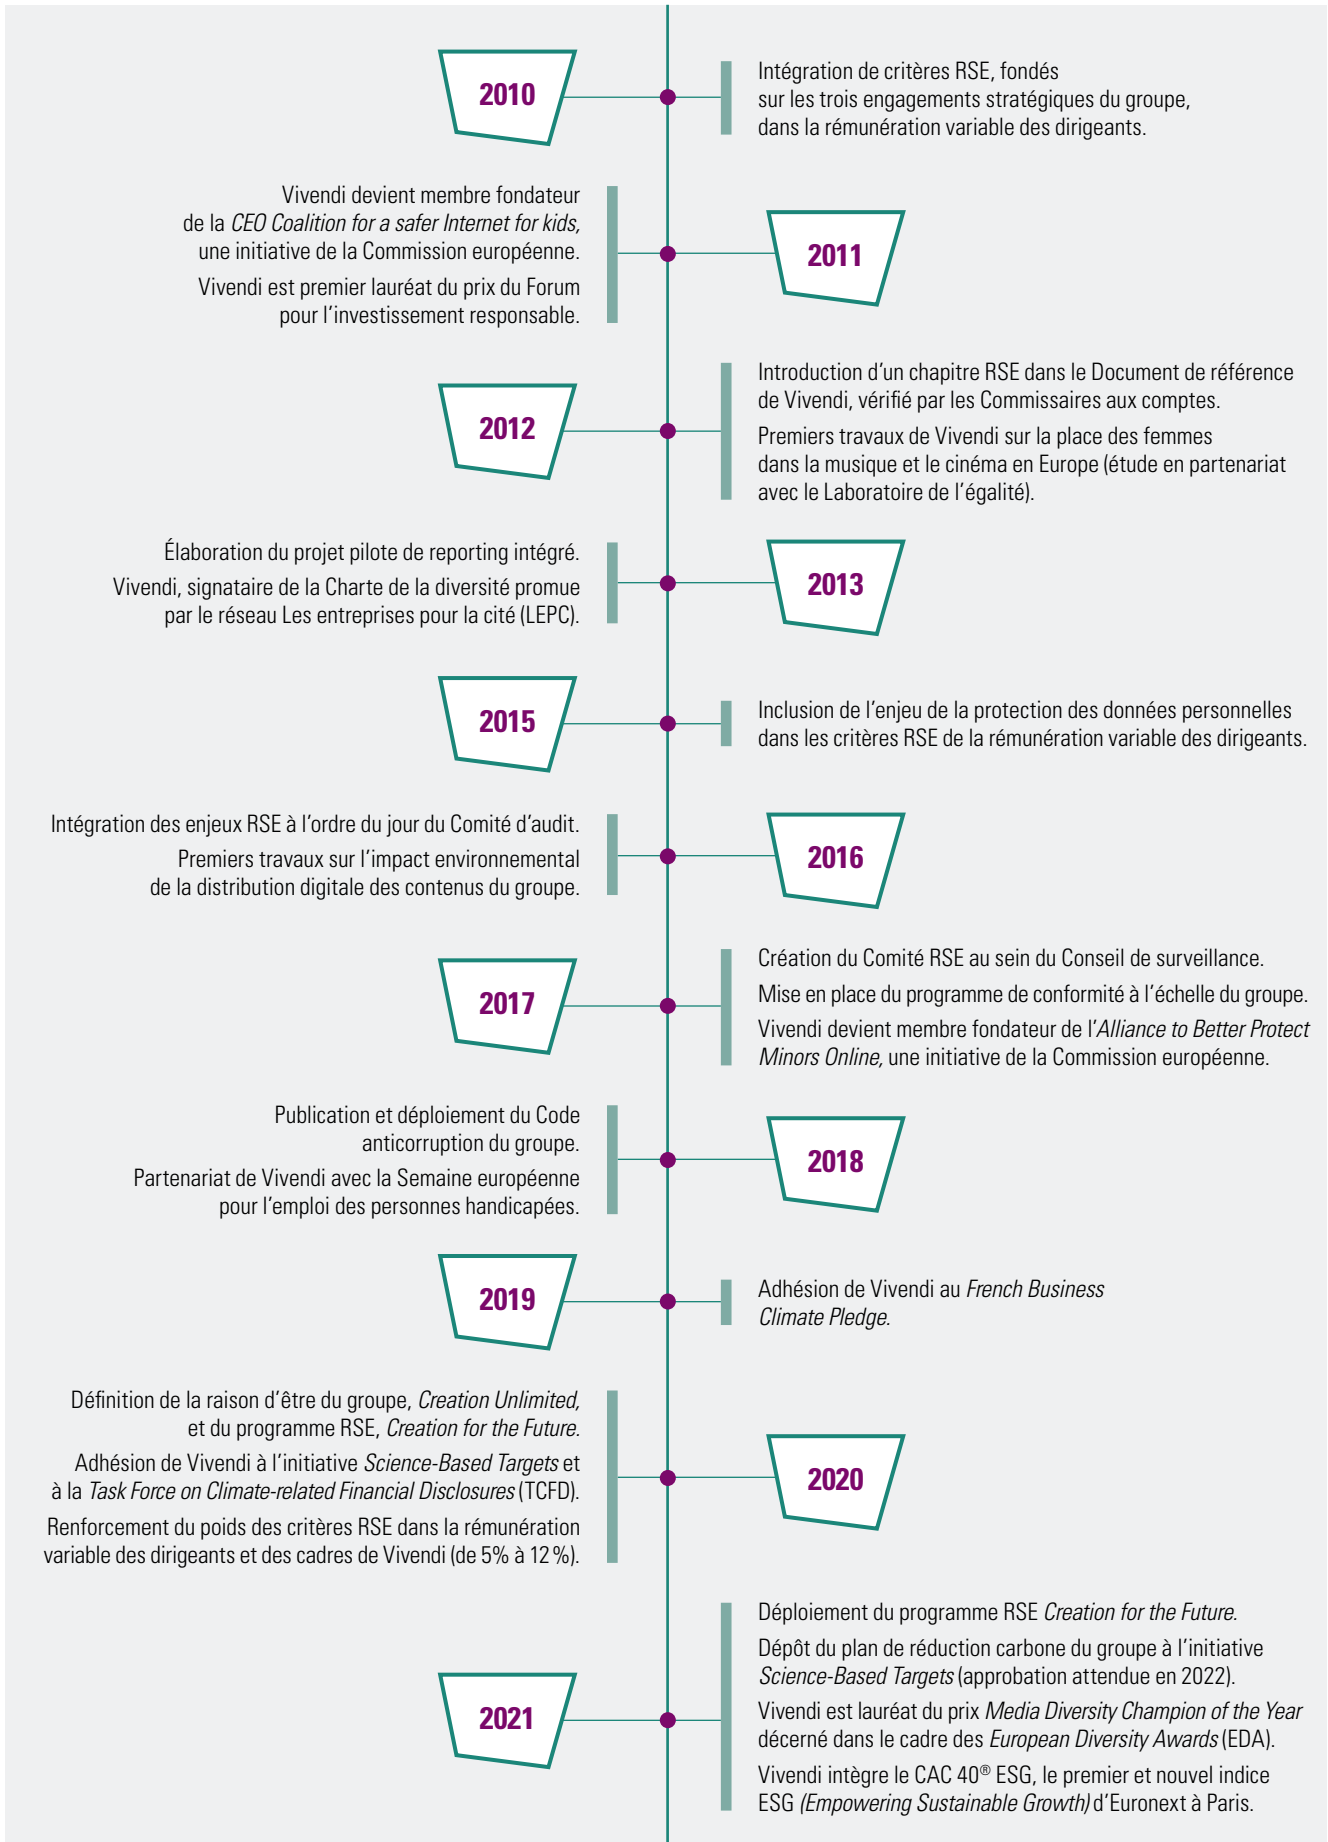 2010
Intégration de critères RSE, fondés
sur les trois engagements stratégiques du groupe,
dans la rémunération variable des dirigeants.
Vivendi devient membre fondateur
de la CEO Coalition for a safer Internet for kids,
une initiative de la Commission européenne.
Vivendi est premier lauréat du prix du Forum
pour l'investissement responsable.
2011
2012
Introduction d'un chapitre RSE dans le Document de référence
de Vivendi, vérifié par les Commissaires aux comptes.
Premiers travaux de Vivendi sur la place des femmes
dans la musique et le cinéma en Europe (étude en partenariat
avec le Laboratoire de l'égalité).
Élaboration du projet pilote de reporting intégré.
Vivendi, signataire de la Charte de la diversité promue
par le réseau Les entreprises pour la cité (LEPC).
2013
2015
Inclusion de l'enjeu de la protection des données personnelles
dans les critères RSE de la rémunération variable des dirigeants.
Intégration des enjeux RSE à l'ordre du jour du Comité d'audit.
Premiers travaux sur l'impact environnemental
de la distribution digitale des contenus du groupe.
2016
2017
Création du Comité RSE au sein du Conseil de surveillance.
Mise en place du programme de conformité à l'échelle du groupe.
Vivendi devient membre fondateur de l'Alliance to Better Protect
Minors Online, une initiative de la Commission européenne.
Publication et déploiement du Code
anticorruption du groupe.
Partenariat de Vivendi avec la Semaine européenne
pour l'emploi des personnes handicapées.
2018
2019
Adhésion de Vivendi au French Business
Climate Pledge.
Définition de la raison d'être du groupe, Creation Unlimited,
et du programme RSE, Creation for the Future.
Adhésion de Vivendi à l'initiative Science-Based Targets et
à la Task Force on Climate-related Financial Disclosures (TCFD).
Renforcement du poids des critères RSE dans la rémunération
variable des dirigeants et des cadres de Vivendi (de 5% à 12 %).
2020
2021
Déploiement du programme RSE Creation for the Future.
Dépôt du plan de réduction carbone du groupe à l'initiative
Science-Based Targets (approbation attendue en 2022).
Vivendi est lauréat du prix Media Diversity Champion of the Year
décerné dans le cadre des European Diversity Awards (EDA).
Vivendi intègre le CAC 40® ESG, le premier et nouvel indice
ESG (Empowering Sustainable Growth) d'Euronext à Paris.